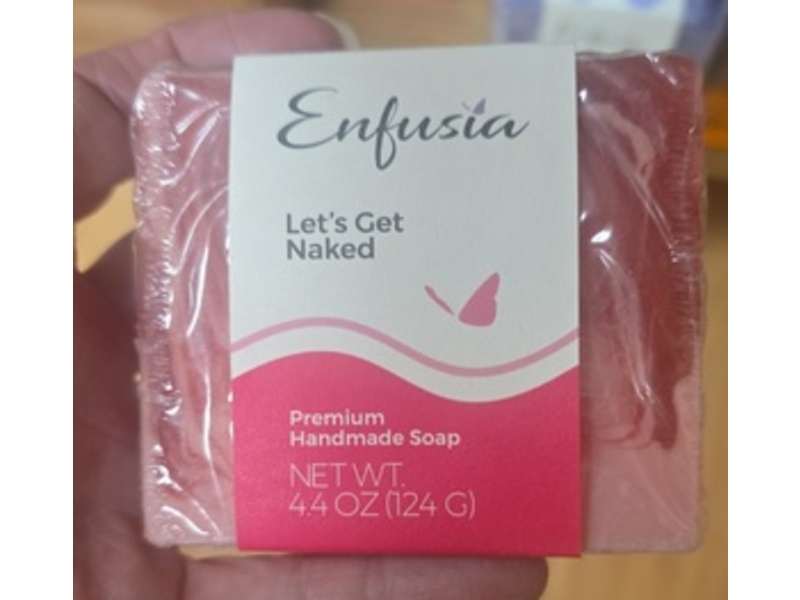 Enfusia
Let's Get
Naked
Premium
Handmade Soap
NET WT.
4.4 OZ (124 G)